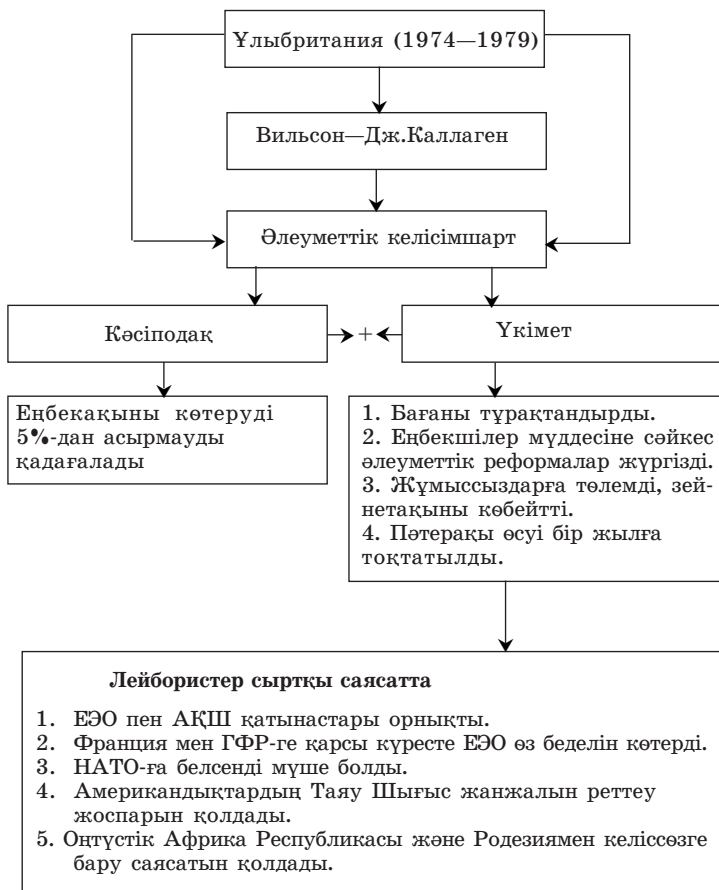 Ұлыбритания (1974—1979)
Вильсон—Дж.Каллаген
Әлеуметтік келісімшарт
Кәсіподақ
+
Үкімет
Еңбекақыны көтеруді
5%-дан асырмауды
қадағалады
1. Бағаны тұрақтандырды.
2. Еңбекшілер мүддесіне сәйкес
әлеуметтік реформалар жүргізді.
3. Жұмыссыздарға төлемді, зей-
нетақыны көбейтті.
4. Пәтерақы өсуі бір жылға
тоқтатылды.
Лейбористер сыртқы саясатта
1. ЕЭО пен АҚШ қатынастары орнықты.
2. Франция мен ГФР-ге қарсы күресте ЕЭО өз беделін көтерді.
3. НАТО-ға белсенді мүше болды.
4. Американдықтардың Таяу Шығыс жанжалын реттеу
жоспарын қолдады.
5. Оңтүстік Африка Республикасы және Родезиямен келіссөзге
бару саясатын қолдады.